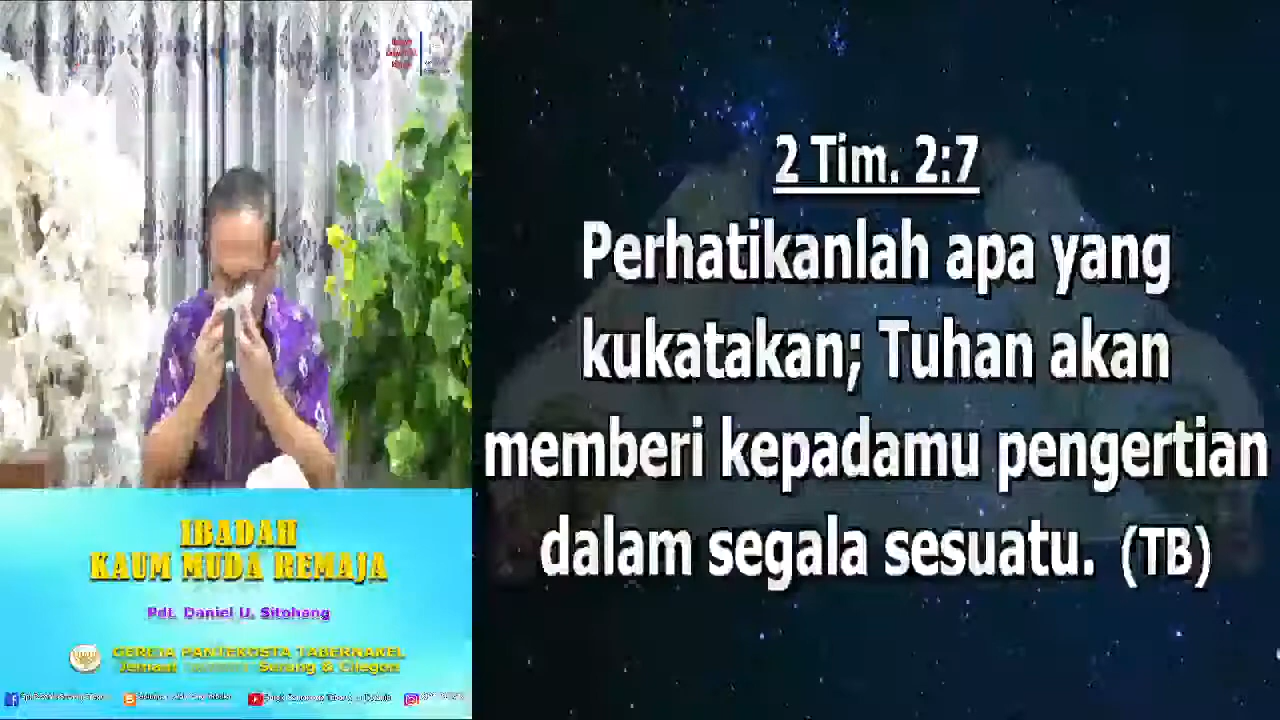 2 Tim. 2:7
Perhatikanlah apa yang
kukatakan; Tuhan akan
memberi kepadamu pengertian
dalam segala sesuatu. (TB)
IBADAH
KAUM MUDA REMAJA
Pdt. Daniel U. Sitohang
GEREJA PANTEKOSTA TABERNAKEL
Jemaat Serang & Cilegon